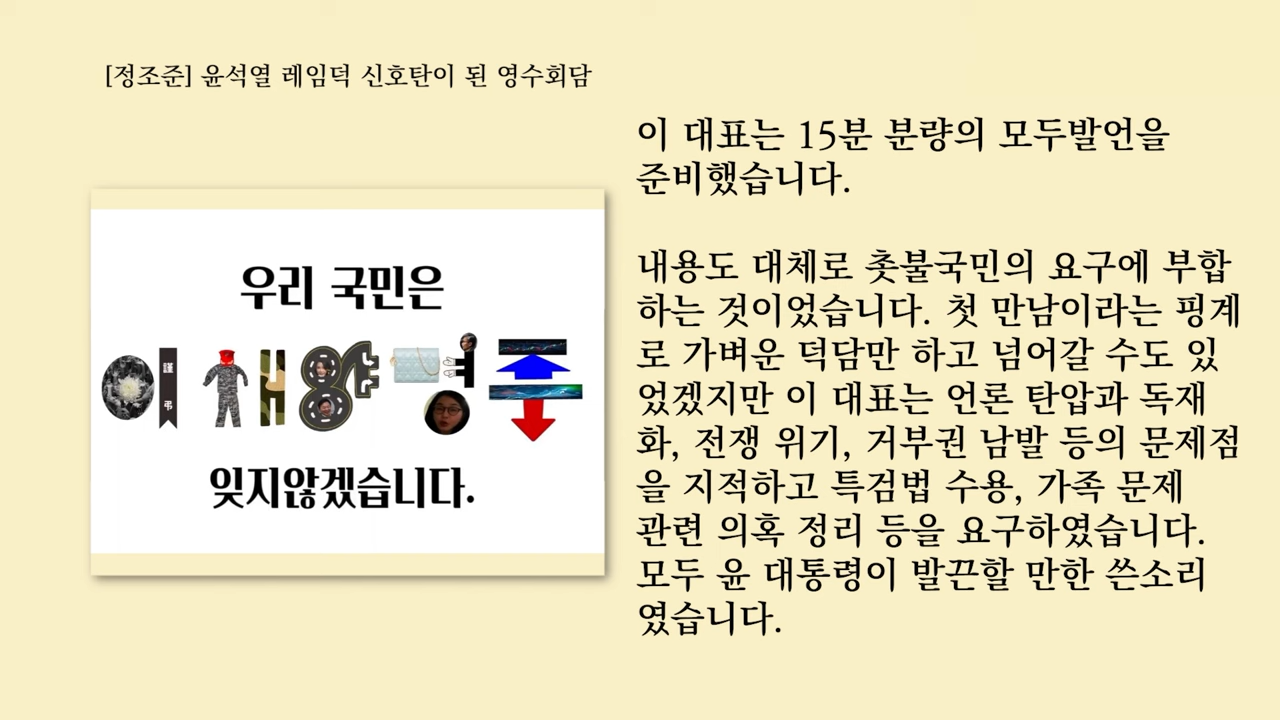 [정조준] 윤석열 레임덕 신호탄이 된 영수회담
우리 국민은
이 채양명주
謹弔
잊지않겠습니다.
이 대표는 15분 분량의 모두발언을
준비했습니다.
내용도 대체로 촛불국민의 요구에 부합
하는 것이었습니다. 첫 만남이라는 핑계
로 가벼운 덕담만 하고 넘어갈 수도 있
었겠지만 이 대표는 언론 탄압과 독재
화, 전쟁 위기, 거부권 남발 등의 문제점
을 지적하고 특검법 수용, 가족 문제
관련 의혹 정리 등을 요구하였습니다.
모두 윤 대통령이 발끈할 만한 쓴소리
였습니다.